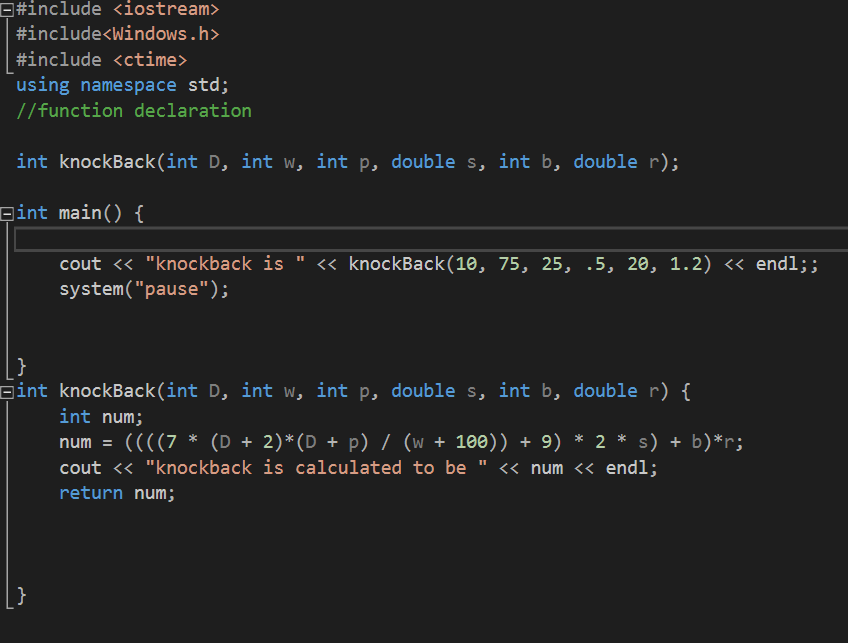 #include <iostream>
#include<Windows.h>
#include <ctime>
using namespace std;
//function declaration
int knockBack(int D, int w, int p, double s, int b, double r);
int main() {
cout << "knockback is " << knockBack(10, 75, 25, .5, 20, 1.2) << endl;;
system("pause");
}
int knockBack(int D, int w, int p, double s, int b, double r) {
int num;
num = ((((7 * (D + 2)*(D + p) / (w + 100)) + 9) * 2 * s) + b)*r;
cout << "knockback is calculated to be " << num << endl;
return num;
}